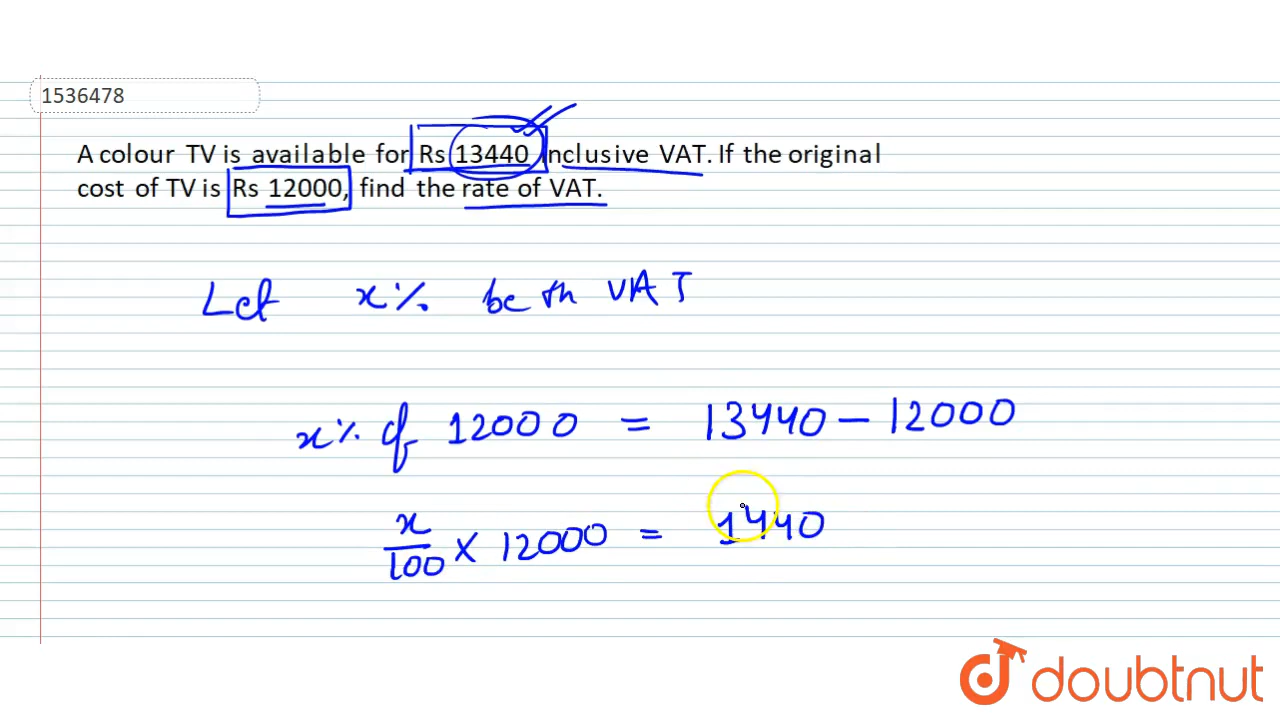 1536478
A colour TV is available for Rs 13440 inclusive VAT. If the original
cost of TV is Rs 12000, find the rate of VAT.
Let x% be th VAT
x% of 12000 = 13440 - 12000
x/100 × 12000 = 1440
doubtnut